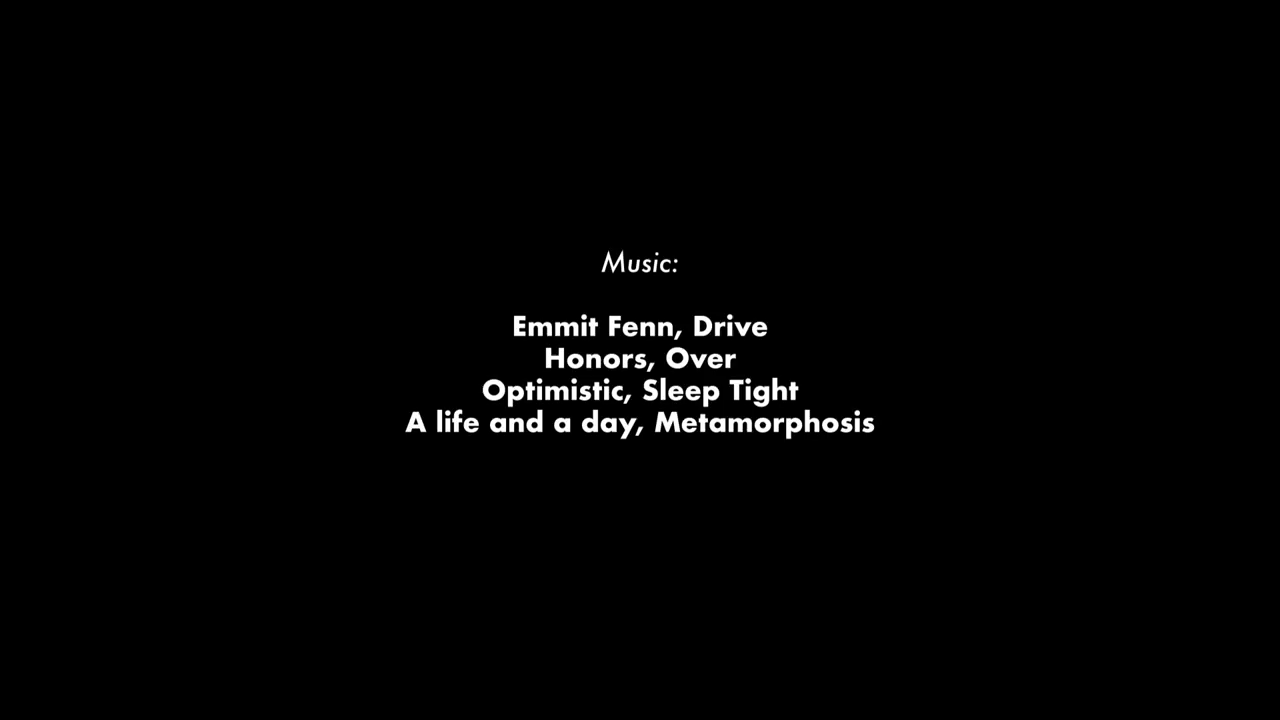 Music:
Emmit Fenn, Drive
Honors, Over
Optimistic, Sleep Tight
A life and a day, Metamorphosis